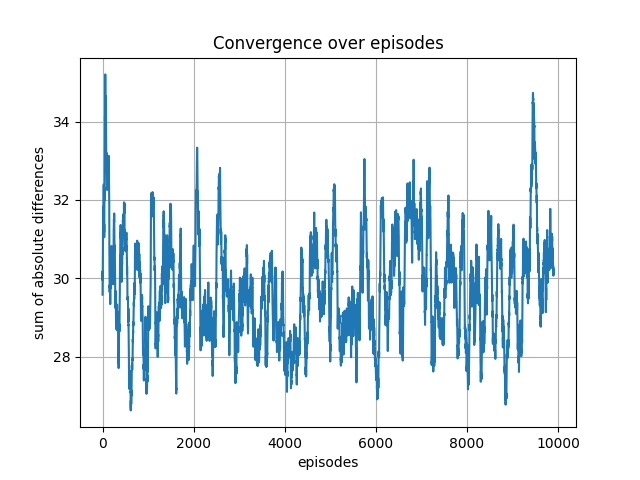 Convergence over episodes
sum of absolute differences
34
32
30
28
0 2000 4000 6000 8000 10000
episodes